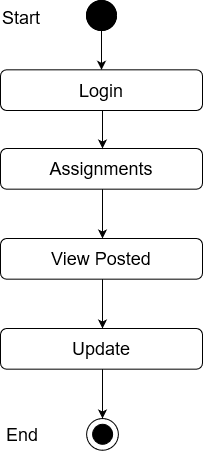 Start
Login
Assignments
View Posted
Update
End